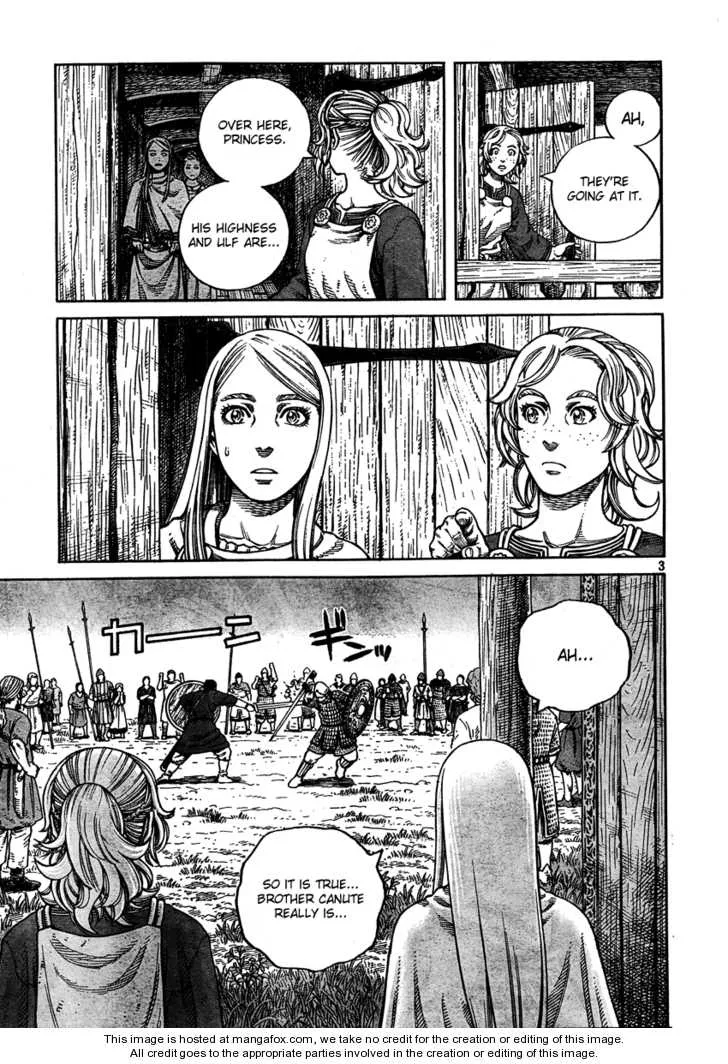 AH,
THEY'RE
GOING AT IT.
OVER HERE,
PRINCESS.
HIS HIGHNESS
AND ULF ARE...
3
AH...
ギンッ
カーーン
SO IT IS TRUE...
BROTHER CANUTE
REALLY IS...
This image is hosted at mangafox.com, we take no credit for the creation or editing of this image.
All credit goes to the appropriate parties involved in the creation and editing of this image.